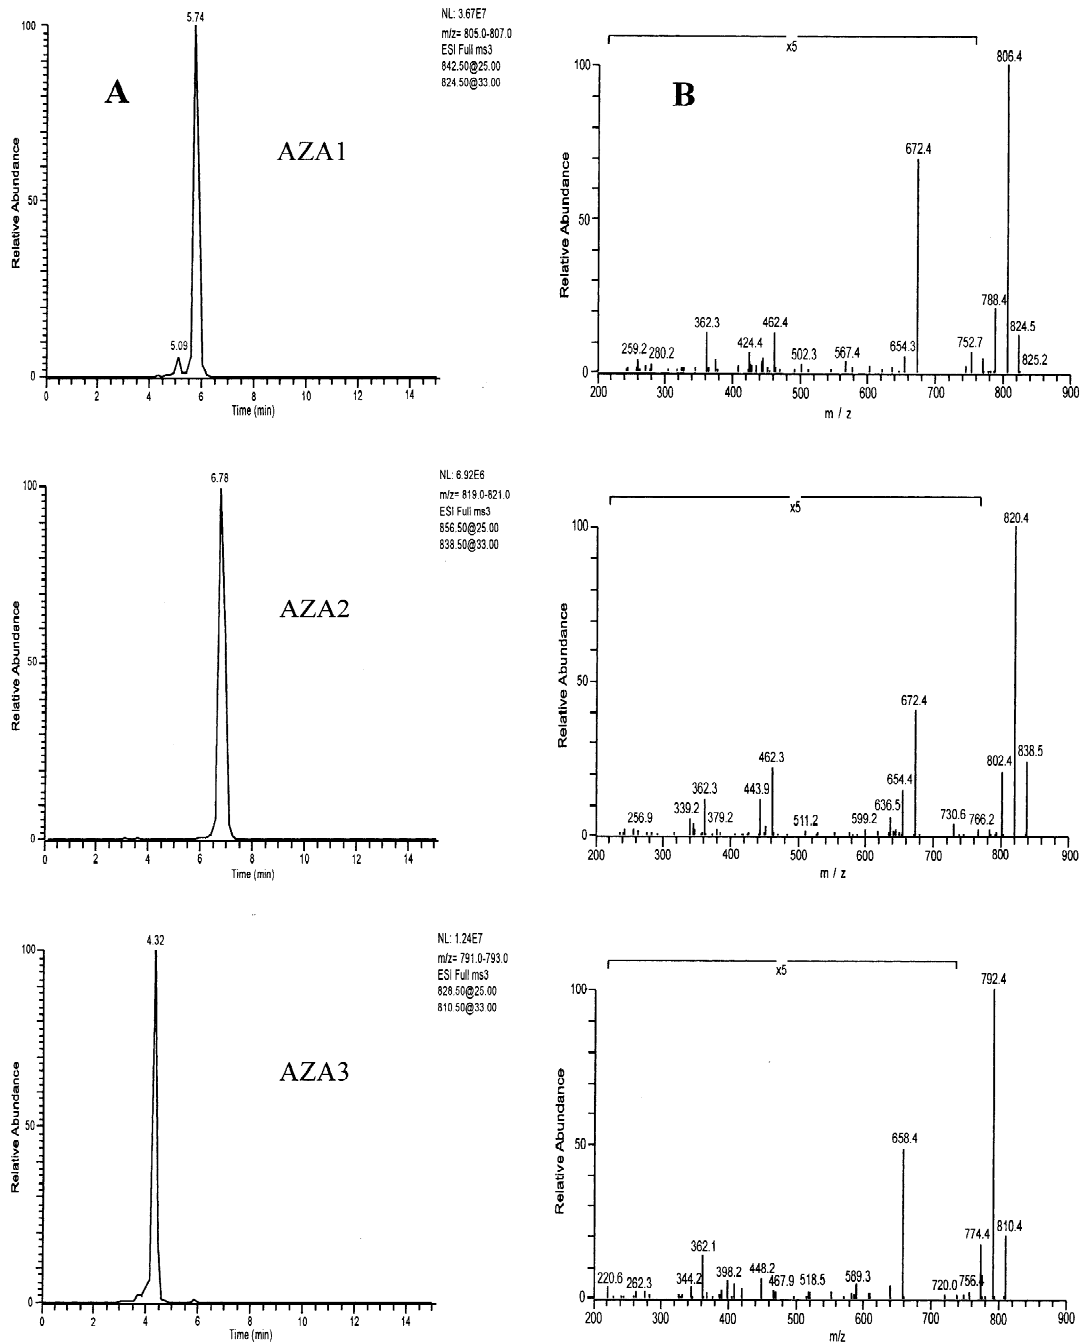 5.74
100
A
AZA1
50
5.09
0
0 2 4 6 8 10 12 14
Time (min)
Relative Abundance
NL: 3.67E7
m/z= 805.0-807.0
ESI Full ms3
842.50@25.00
824.50@33.00
x5
806.4
100
B
672.4
50
788.4
824.5
825.2
362.3
462.4
424.4
259.2
280.2
502.3
567.4
654.3
752.7
0
200 300 400 500 600 700 800 900
m / z
Relative Abundance
6.78
100
AZA2
50
0
0 2 4 6 8 10 12 14
Time (min)
Relative Abundance
NL: 6.92E6
m/z= 819.0-821.0
ESI Full ms3
856.50@25.00
838.50@33.00
x5
820.4
100
50
672.4
838.5
802.4
462.3
654.4
362.3
443.9
339.2
636.5
256.9
379.2
511.2
599.2
730.6
766.2
0
200 300 400 500 600 700 800 900
m / z
Relative Abundance
4.32
100
AZA3
50
0
0 2 4 6 8 10 12 14
Time (min)
Relative Abundance
NL: 1.24E7
m/z= 791.0-793.0
ESI Full ms3
828.50@25.00
810.50@33.00
x5
792.4
100
50
658.4
774.4
810.4
362.1
220.6
262.3
344.2
398.2
448.2
467.9
518.5
589.3
720.0
756.4
0
200 300 400 500 600 700 800 900
m/z
Relative Abundance